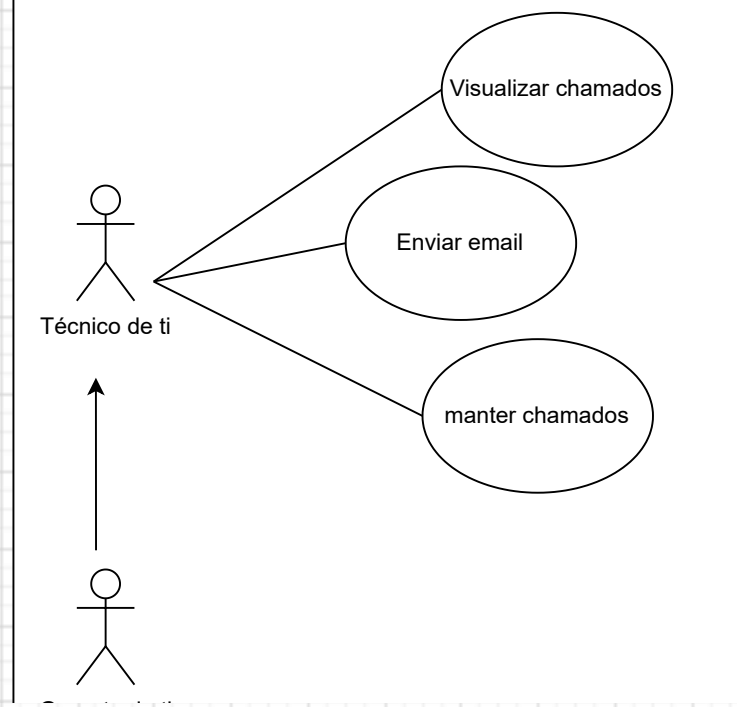 Visualizar chamados
Enviar email
Técnico de ti
manter chamados